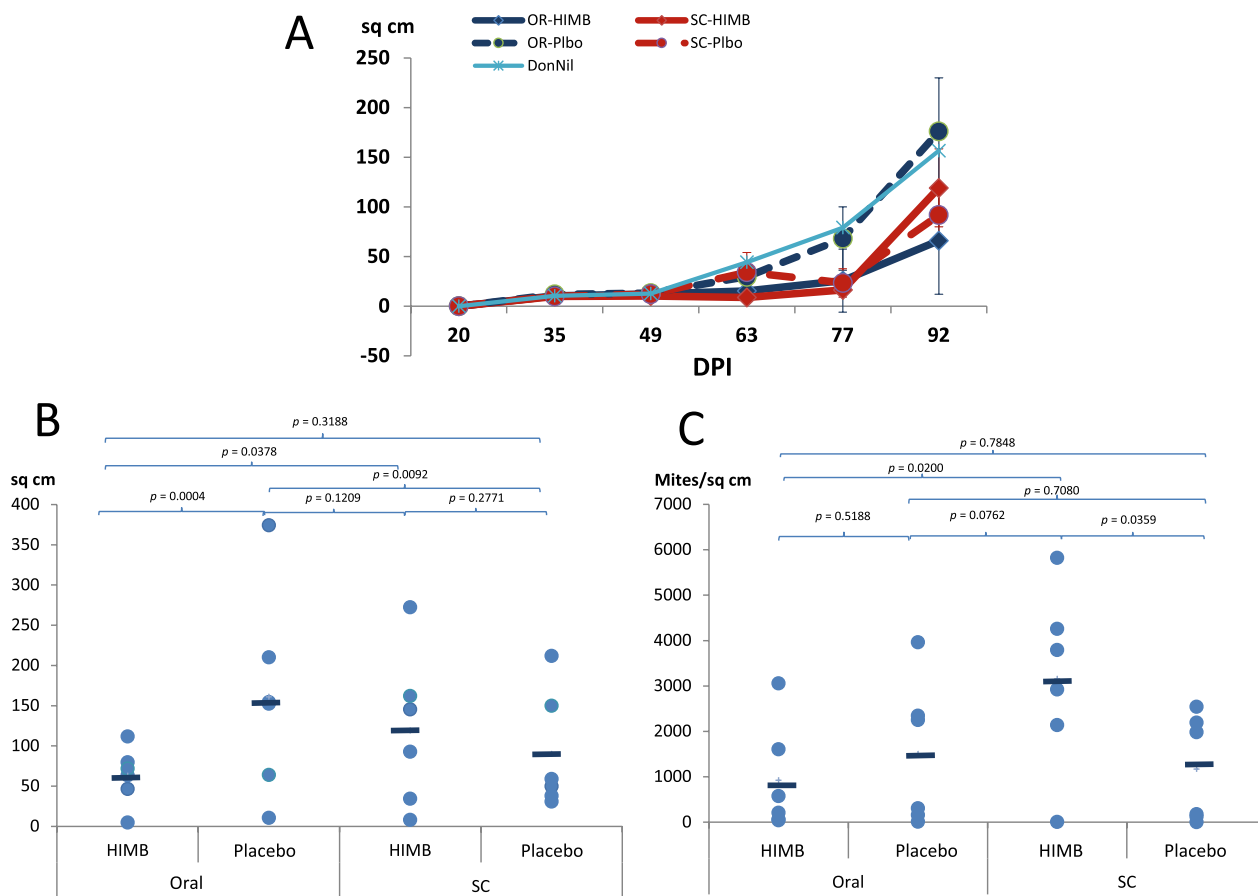 A
sq cm
OR-HIMB
SC-HIMB
OR-Plbo
SC-Plbo
DonNil
250
200
150
100
50
0
-50
20 35 49 63 77 92
DPI
B
p = 0.3188
p = 0.0378
p = 0.0092
p = 0.0004
p = 0.1209
p = 0.2771
sq cm
400
350
300
250
200
150
100
50
0
HIMB Placebo HIMB Placebo
Oral SC
C
p = 0.7848
p = 0.0200
p = 0.7080
p = 0.5188
p = 0.0762
p = 0.0359
Mites/sq cm
7000
6000
5000
4000
3000
2000
1000
0
HIMB Placebo HIMB Placebo
Oral SC